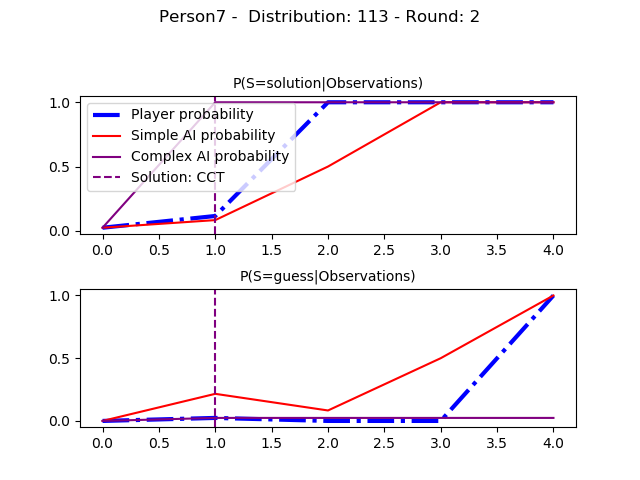 Person7 -  Distribution: 113 - Round: 2
P(S=solution|Observations)
1.0
0.5
0.0
Player probability
Simple AI probability
Complex AI probability
Solution: CCT
0.0 0.5 1.0 1.5 2.0 2.5 3.0 3.5 4.0
P(S=guess|Observations)
1.0
0.5
0.0
0.0 0.5 1.0 1.5 2.0 2.5 3.0 3.5 4.0